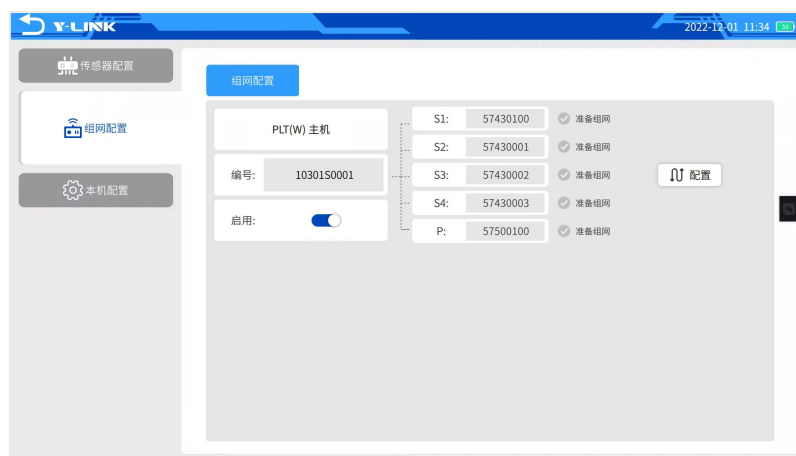 Y-LINK
2022-12-01 11:34 50
传感器配置
组网配置
本机配置
组网配置
PLT(W) 主机
编号: 10301S0001
启用:
S1: 57430100 准备组网
S2: 57430001 准备组网
S3: 57430002 准备组网
S4: 57430003 准备组网
P: 57500100 准备组网
配置